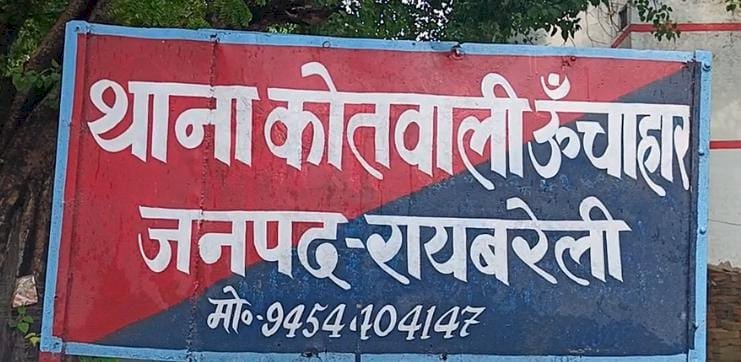 थाना कोतवाली ऊँचाहार
जनपद-रायबरेली
मो०-9454404147